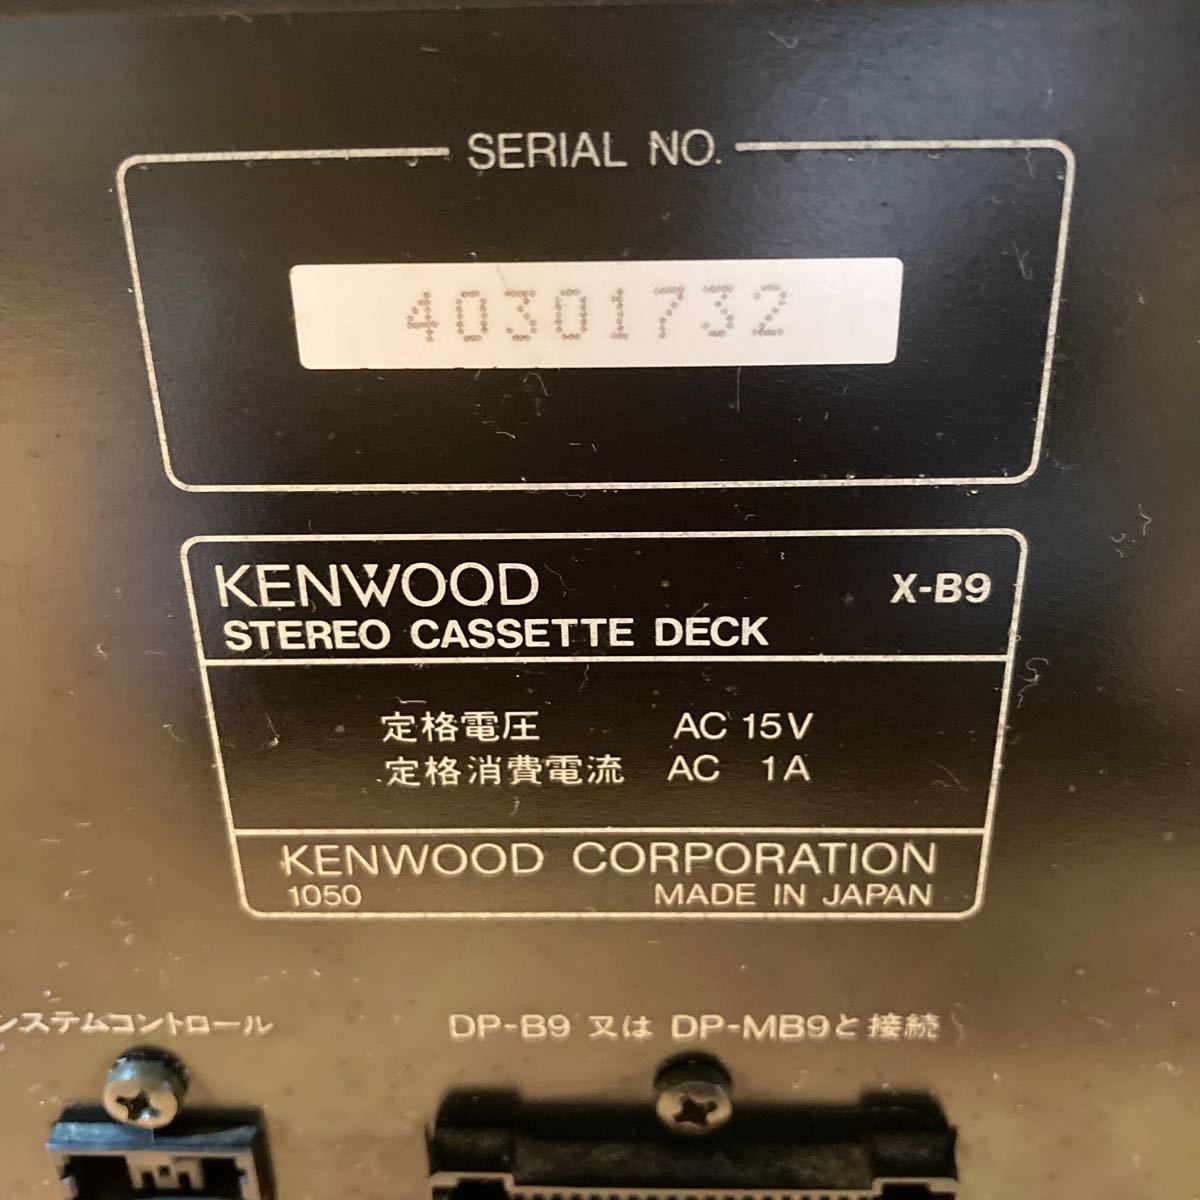 SERIAL NO.
40301732
KENWOOD X-B9
STEREO CASSETTE DECK
定格電圧 AC 15V
定格消費電流 AC 1A
KENWOOD CORPORATION
1050 MADE IN JAPAN
システムコントロール
DP-B9 又は DP-MB9と接続